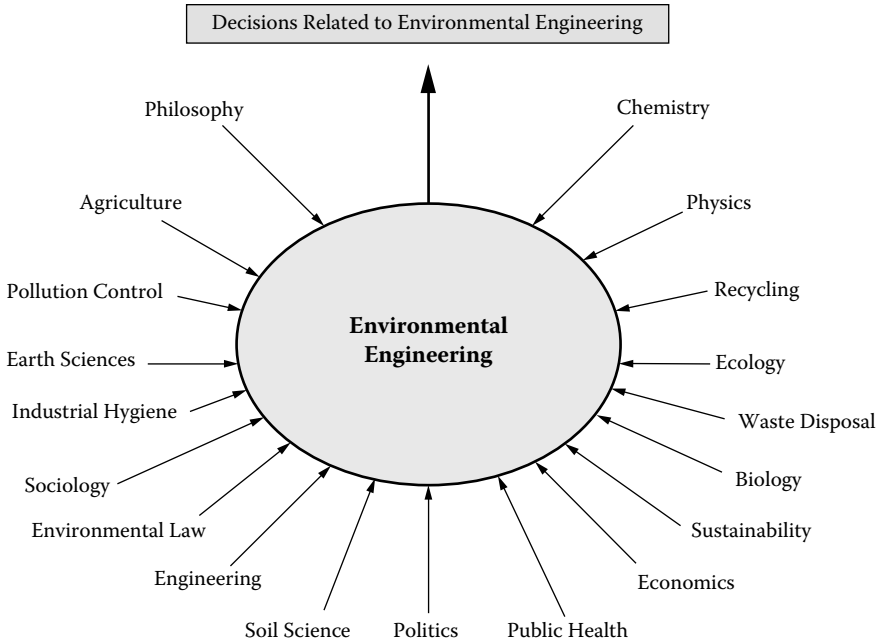 Decisions Related to Environmental Engineering
Philosophy
Chemistry
Agriculture
Physics
Pollution Control
Recycling
Environmental
Engineering
Earth Sciences
Ecology
Industrial Hygiene
Waste Disposal
Sociology
Biology
Environmental Law
Sustainability
Engineering
Economics
Soil Science
Politics
Public Health